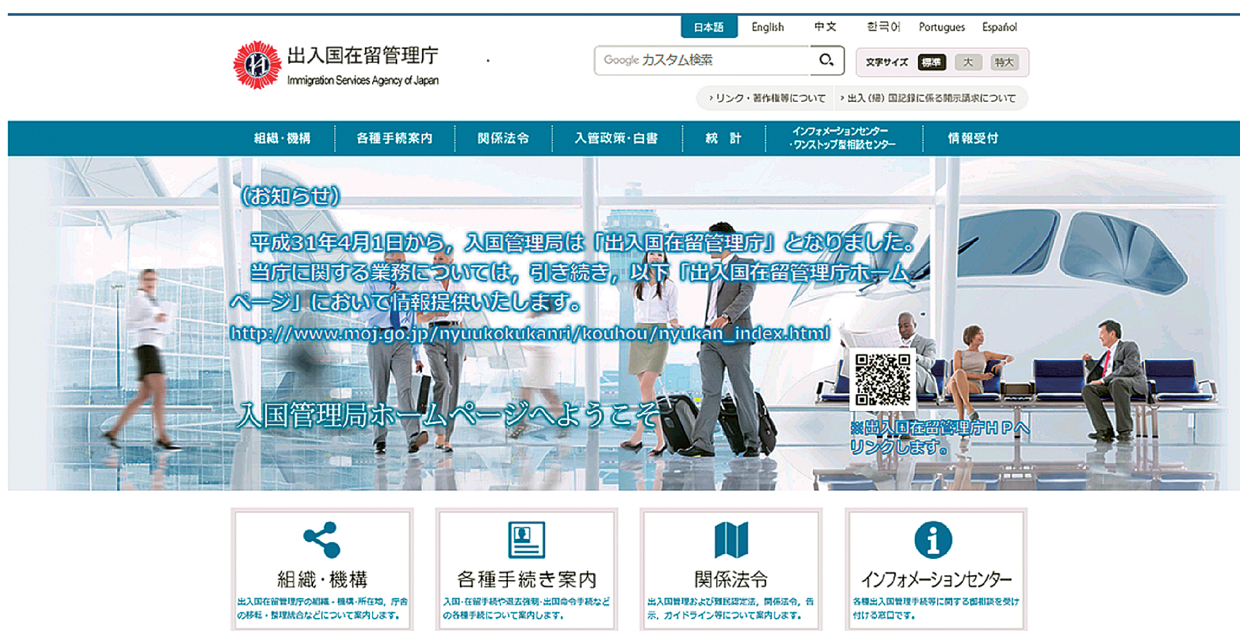 日本語 English 中文 한국어 Portugues Español
出入国在留管理庁
Immigration Services Agency of Japan
Google カスタム検索
文字サイズ 標準 大 特大
›リンク・著作権等について ›出入(帰)国記録に係る開示請求について
組織・機構 各種手続案内 関係法令 入管政策・白書 統 計 インフォメーションセンター 情報受付
・ワンストップ型相談センター
(お知らせ)
平成31年4月1日から，入国管理局は「出入国在留管理庁」となりました。
当庁に関する業務については，引き続き，以下「出入国在留管理庁ホーム
ページ」において情報提供いたします。
http://www.moj.go.jp/nyuukokukanri/kouhou/nyukan_index.html
入国管理局ホームページへようこそ
※出入国在留管理庁ＨＰへ
リンクします。
組織・機構
出入国在留管理庁の組織・機構・所在地，庁舎
の移転・整理統合などについて案内します。
各種手続き案内
入国・在留手続や退去強制・出国命令手続など
の各種手続について案内します。
関係法令
出入国管理および難民認定法，関係法令，告
示，ガイドライン等について案内します。
インフォメーションセンター
各種出入国管理手続等に関する御相談を受け
付ける窓口です。